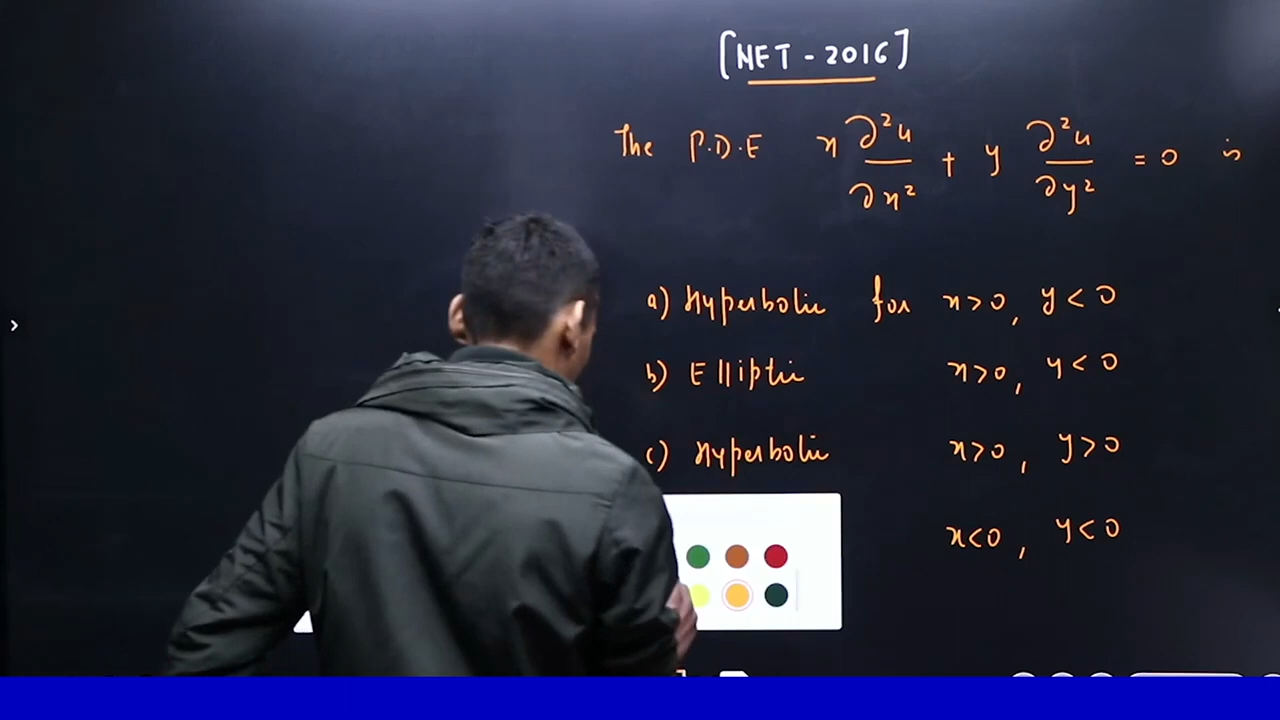 [NET - 2016]
The P.D.E x ∂²u/∂x² + y ∂²u/∂y² = 0 is
a) Hyperbolic for x>0, y<0
b) Elliptic x>0, y<0
c) Hyperbolic x>0, y>0
x<0, y<0